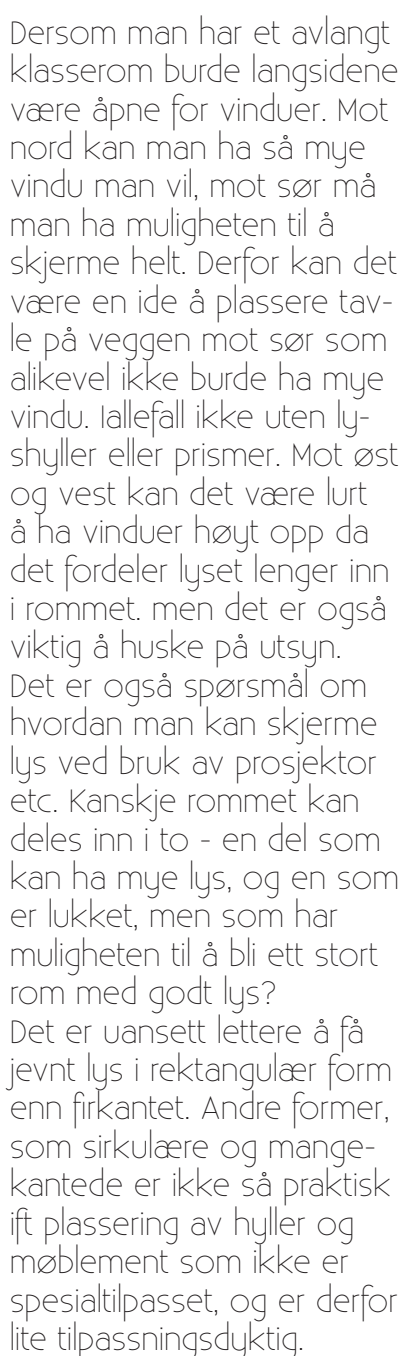 Dersom man har et avlangt
klasserom burde langsidene
være åpne for vinduer. Mot
nord kan man ha så mye
vindu man vil, mot sør må
man ha muligheten til å
skjerme helt. Derfor kan det
være en ide å plassere tav-
le på veggen mot sør som
alikevel ikke burde ha mye
vindu. Iallefall ikke uten ly-
shyller eller prismer. Mot øst
og vest kan det være lurt
å ha vinduer høyt opp da
det fordeler lyset lenger inn
i rommet. men det er også
viktig å huske på utsyn.
Det er også spørsmål om
hvordan man kan skjerme
lys ved bruk av prosjektor
etc. Kanskje rommet kan
deles inn i to - en del som
kan ha mye lys, og en som
er lukket, men som har
muligheten til å bli ett stort
rom med godt lys?
Det er uansett lettere å få
jevnt lys i rektangulær form
enn firkantet. Andre former,
som sirkulære og mange-
kantede er ikke så praktisk
ift plassering av hyller og
møblement som ikke er
spesialtilpasset, og er derfor
lite tilpassningsdyktig.